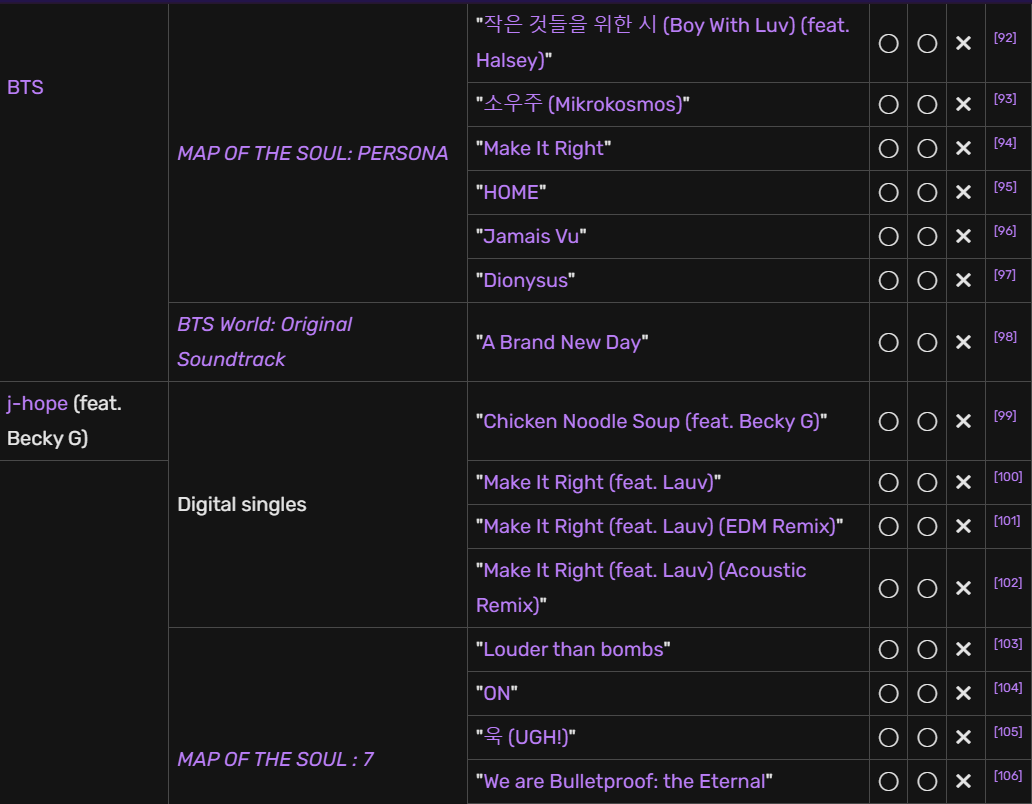 BTS
MAP OF THE SOUL: PERSONA
"작은 것들을 위한 시 (Boy With Luv) (feat.
Halsey)" ◯ ◯ ✕ [92]
"소우주 (Mikrokosmos)" ◯ ◯ ✕ [93]
"Make It Right" ◯ ◯ ✕ [94]
"HOME" ◯ ◯ ✕ [95]
"Jamais Vu" ◯ ◯ ✕ [96]
"Dionysus" ◯ ◯ ✕ [97]
BTS World: Original
Soundtrack
"A Brand New Day" ◯ ◯ ✕ [98]
j-hope (feat.
Becky G)
Digital singles
"Chicken Noodle Soup (feat. Becky G)" ◯ ◯ ✕ [99]
"Make It Right (feat. Lauv)" ◯ ◯ ✕ [100]
"Make It Right (feat. Lauv) (EDM Remix)" ◯ ◯ ✕ [101]
"Make It Right (feat. Lauv) (Acoustic
Remix)" ◯ ◯ ✕ [102]
MAP OF THE SOUL : 7
"Louder than bombs" ◯ ◯ ✕ [103]
"ON" ◯ ◯ ✕ [104]
"욱 (UGH!)" ◯ ◯ ✕ [105]
"We are Bulletproof: the Eternal" ◯ ◯ ✕ [106]